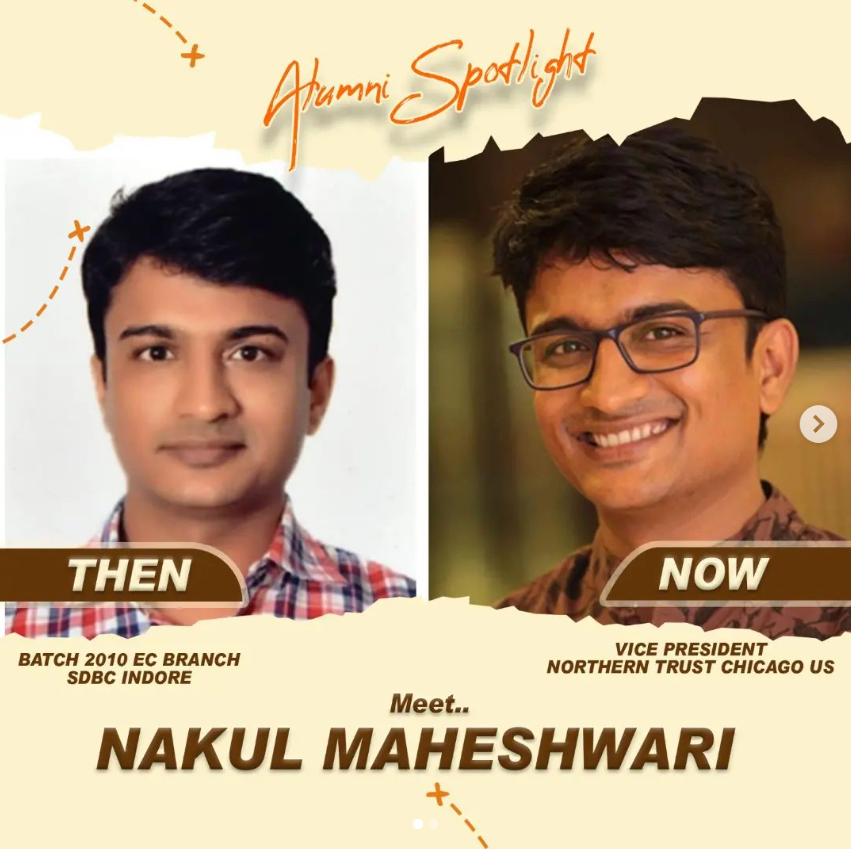 Alumni Spotlight
THEN
NOW
BATCH 2010 EC BRANCH
SDBC INDORE
VICE PRESIDENT
NORTHERN TRUST CHICAGO US
Meet..
NAKUL MAHESHWARI